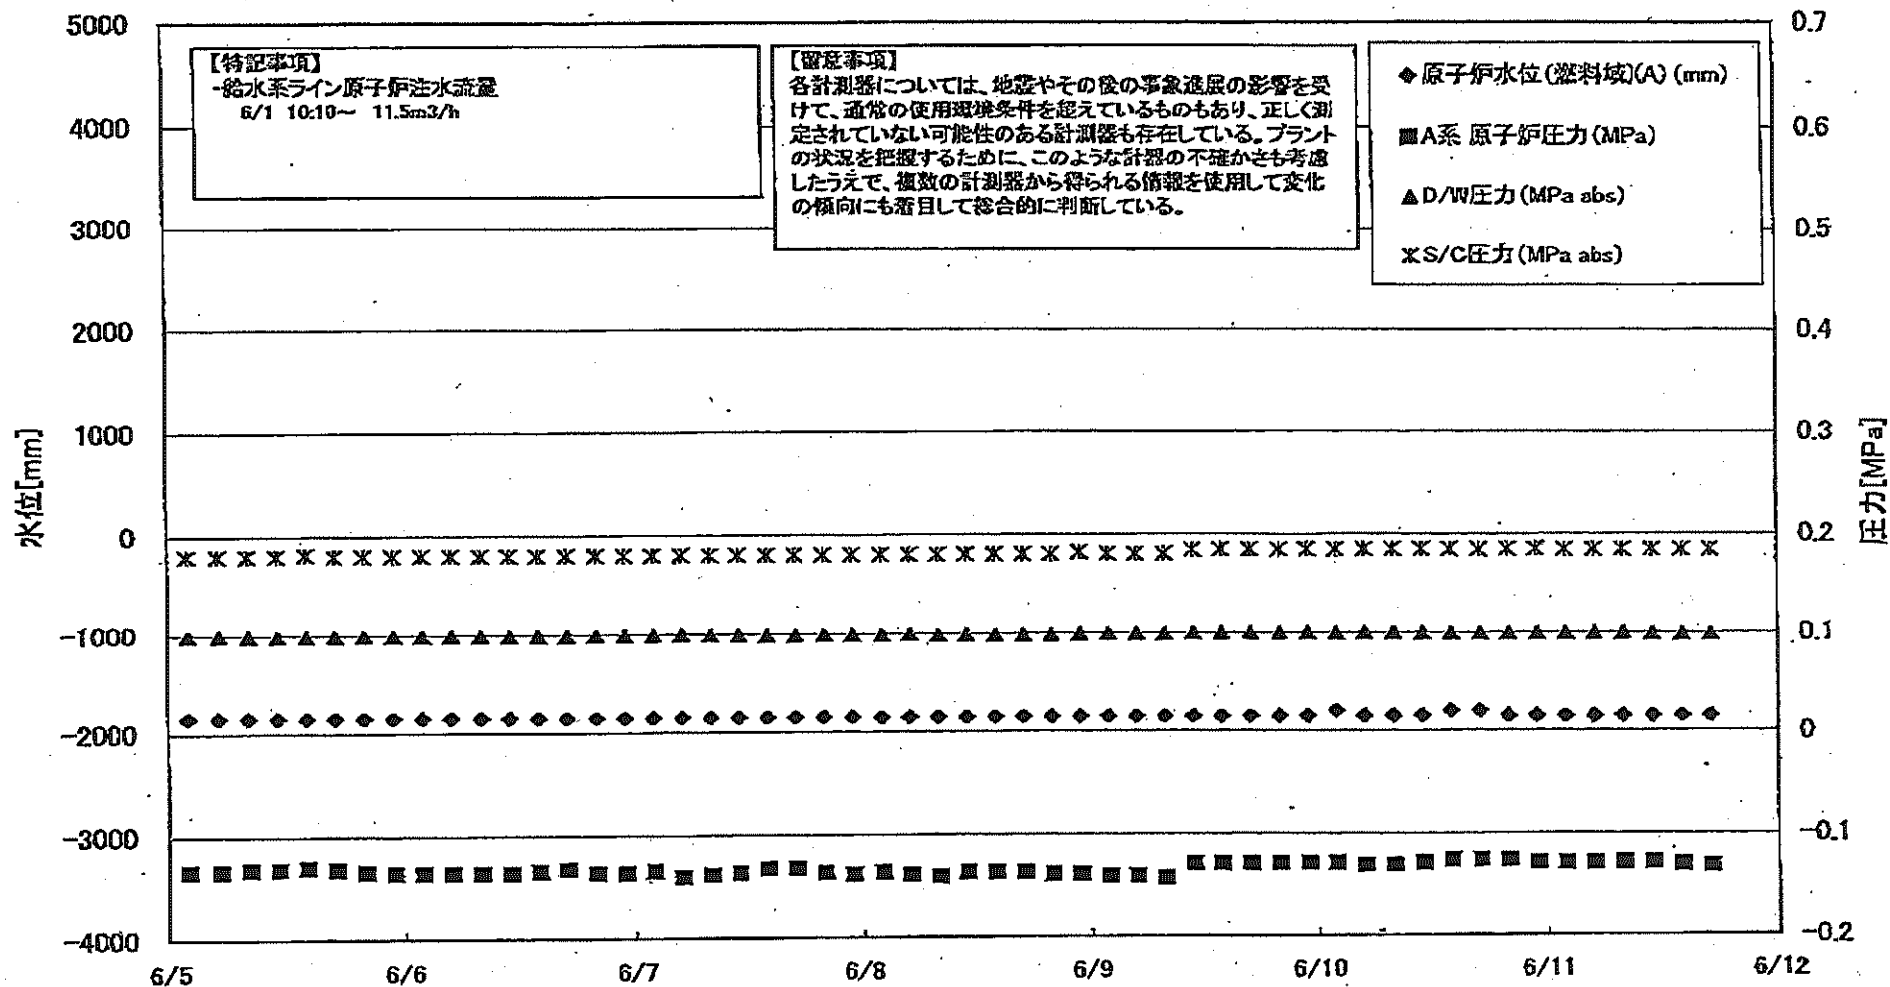 5000
4000
3000
2000
1000
0
-1000
-2000
-3000
-4000
水位[mm]
【特記事項】
-給水系ライン原子炉注水流量
6/1 10:10～ 11.5m3/h
【留意事項】
各計測器については、地震やその後の事象進展の影響を受
けて、通常の使用環境条件を超えているものもあり、正しく測
定されていない可能性のある計測器も存在している。プラント
の状況を把握するために、このような計器の不確かさも考慮
したうえで、複数の計測器から得られる情報を使用して変化
の傾向にも着目して総合的に判断している。
◆原子炉水位(燃料域)(A)(mm)
■A系 原子炉圧力(MPa)
▲D/W圧力(MPa abs)
S/C圧力(MPa abs)
0.7
0.6
0.5
0.4
0.3
0.2
0.1
0
-0.1
-0.2
圧力[MPa]
6/5 6/6 6/7 6/8 6/9 6/10 6/11 6/12